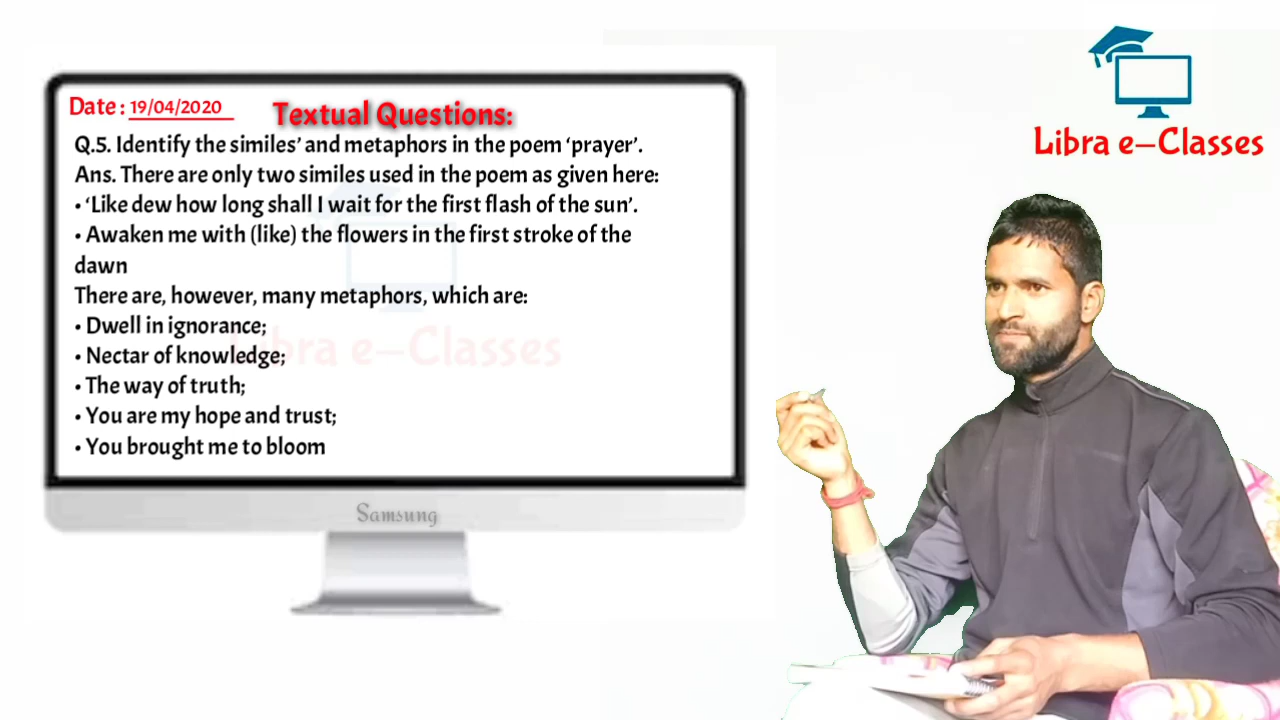 Date : 19/04/2020
Textual Questions:
Q.5. Identify the similes’ and metaphors in the poem ‘prayer’.
Ans. There are only two similes used in the poem as given here:
• ‘Like dew how long shall I wait for the first flash of the sun’.
• Awaken me with (like) the flowers in the first stroke of the
dawn
There are, however, many metaphors, which are:
• Dwell in ignorance;
• Nectar of knowledge;
• The way of truth;
• You are my hope and trust;
• You brought me to bloom
Libra e-Classes
Samsung
Libra e-Classes